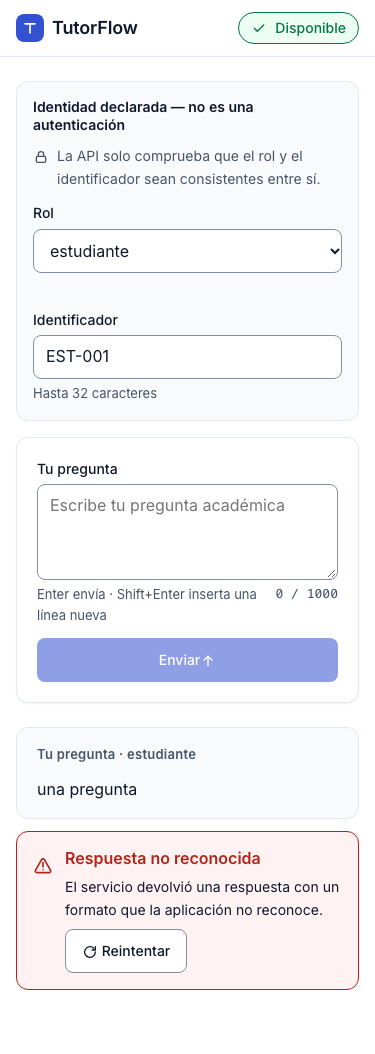 TutorFlow
Disponible
Identidad declarada — no es una
autenticación
La API solo comprueba que el rol y el
identificador sean consistentes entre sí.
Rol
estudiante
Identificador
EST-001
Hasta 32 caracteres
Tu pregunta
Escribe tu pregunta académica
Enter envía · Shift+Enter inserta una
línea nueva
0 / 1000
Enviar↑
Tu pregunta · estudiante
una pregunta
Respuesta no reconocida
El servicio devolvió una respuesta con un
formato que la aplicación no reconoce.
Reintentar